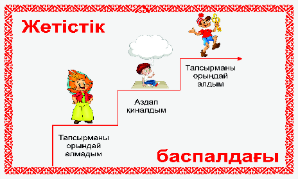 Жетістік
Тапсырманы
орындай
алдым
Аздап
қиналдым
Тапсырманы
орындай
алмадым
баспалдағы